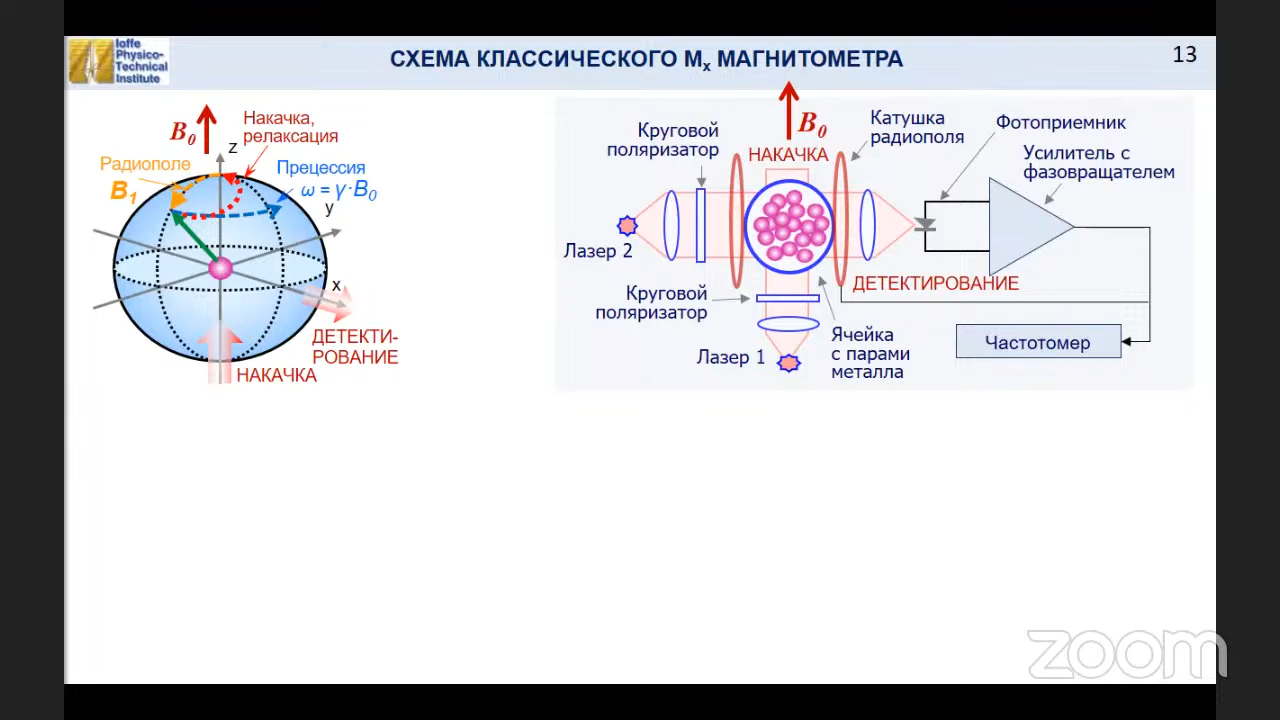 Ioffe
Physico-
Technical
Institute
СХЕМА КЛАССИЧЕСКОГО Mx МАГНИТОМЕТРА
13
B0
z
Накачка,
релаксация
Радиополе
B1
Прецессия
ω = γ·B0
y
x
ДЕТЕКТИ-
РОВАНИЕ
НАКАЧКА
B0
Круговой
поляризатор
НАКАЧКА
Катушка
радиополя
Фотоприемник
Усилитель с
фазовращателем
Лазер 2
Круговой
поляризатор
ДЕТЕКТИРОВАНИЕ
Лазер 1
Ячейка
с парами
металла
Частотомер
zoom